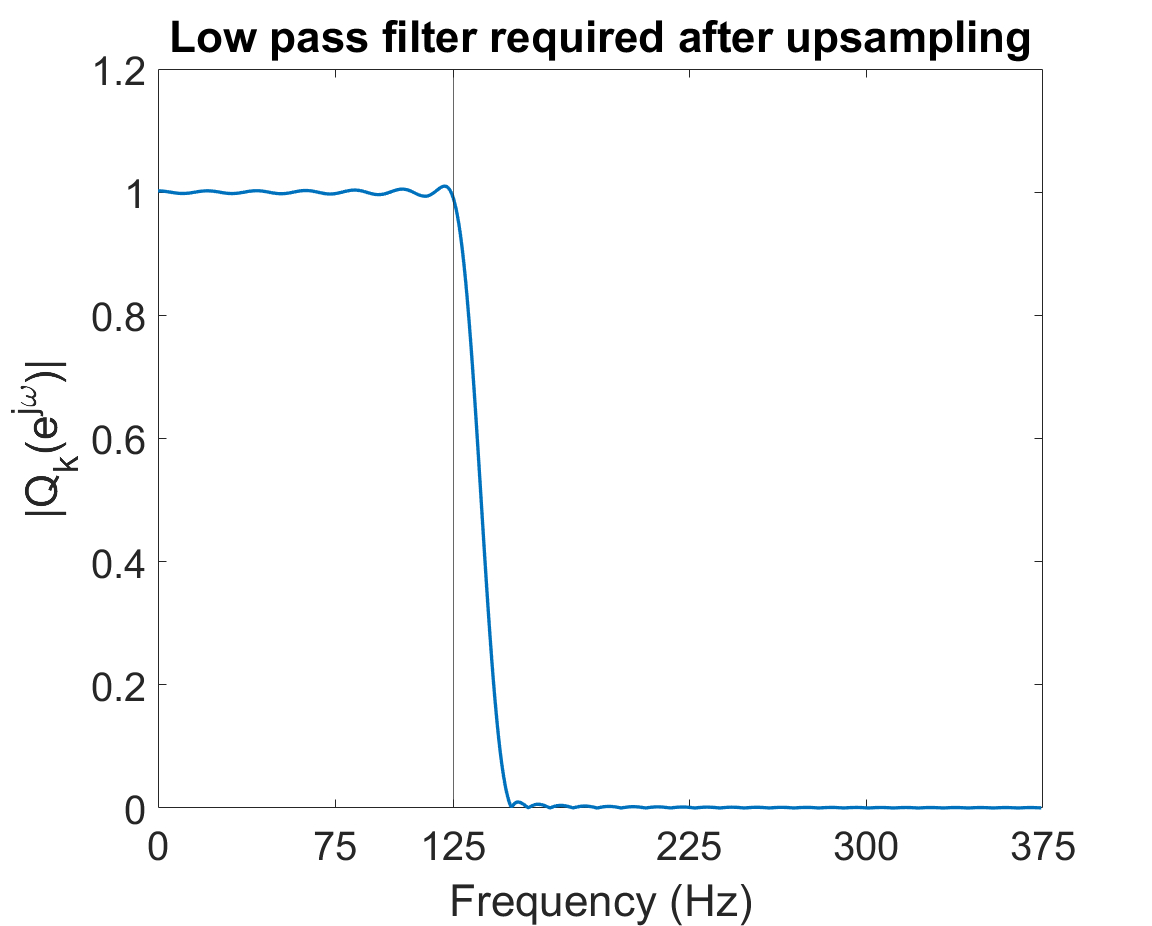 Low pass filter required after upsampling
1.2
1
0.8
0.6
0.4
0.2
0
|Q_k(e^{jω})|
0 75 125 225 300 375
Frequency (Hz)